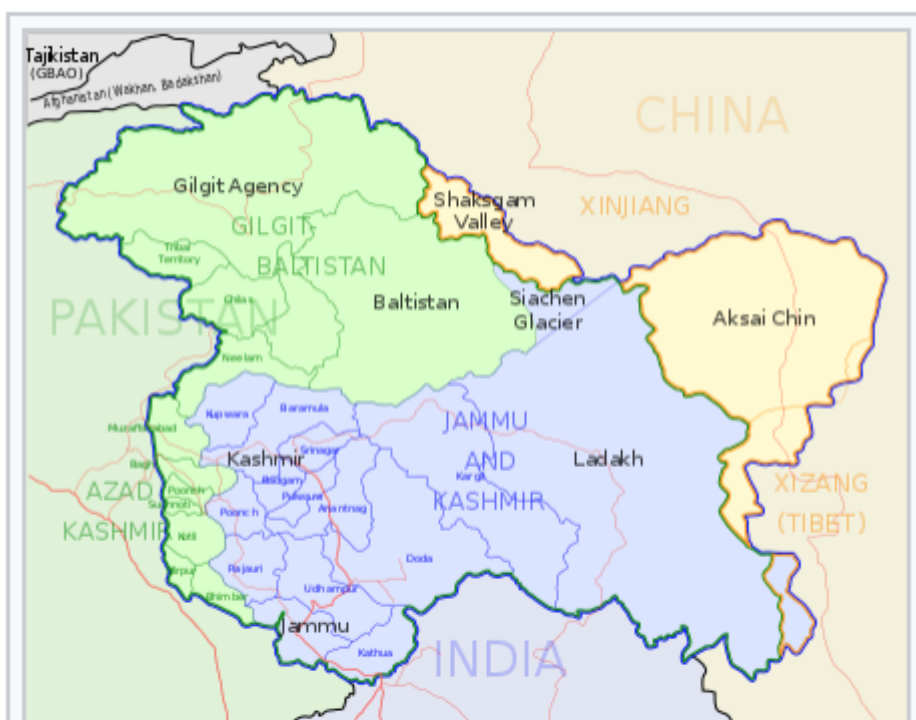 Tajikistan
(GBAO)
Afghanistan (Wakhan, Badakshan)
CHINA
Gilgit Agency
Shaksgam
Valley
XINJIANG
GILGIT-
BALTISTAN
Tribal
Territory
Chilas
Baltistan
Siachen
Glacier
Aksai Chin
PAKISTAN
Neelam
Kupwara
Baramula
Muzaffarabad
JAMMU
AND
KASHMIR
Srinagar
Kashmir
Ladakh
Bagh
Badgam
Kargil
Pulwama
AZAD
KASHMIR
Poonch
Sudhnoti
Poonch
Anantnag
XIZANG
(TIBET)
Kotli
Rajauri
Doda
Mirpur
Udhampur
Bhimber
Jammu
Kathua
INDIA